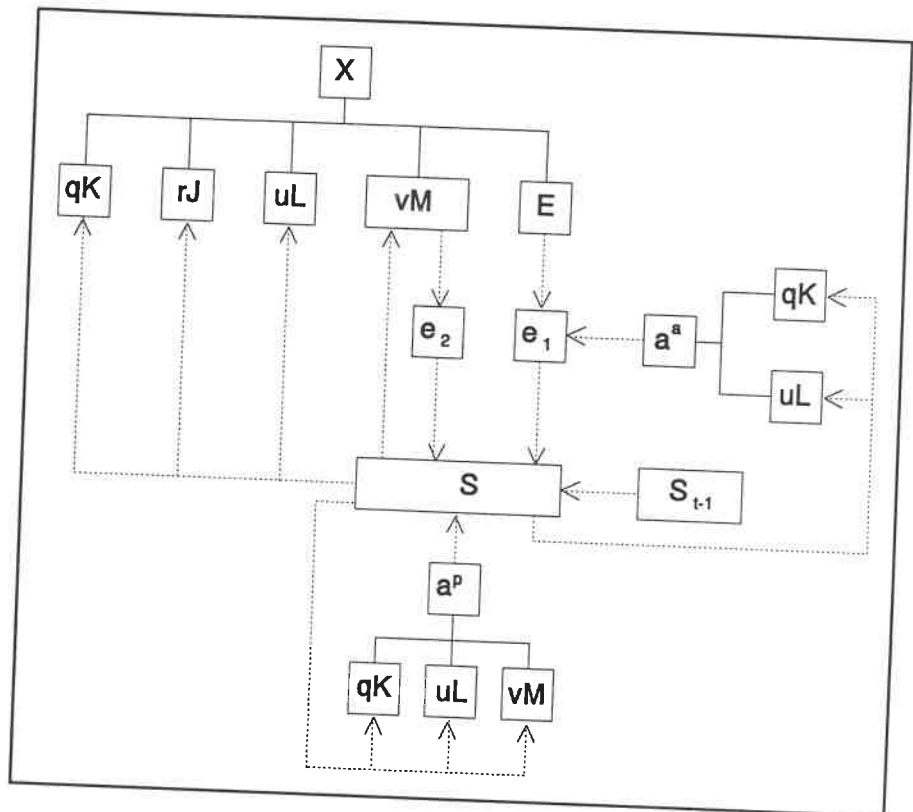 X
qK rJ uL vM E
qK
e₂ e₁ aᵃ
uL
S Sₜ₋₁
aᵖ
qK uL vM